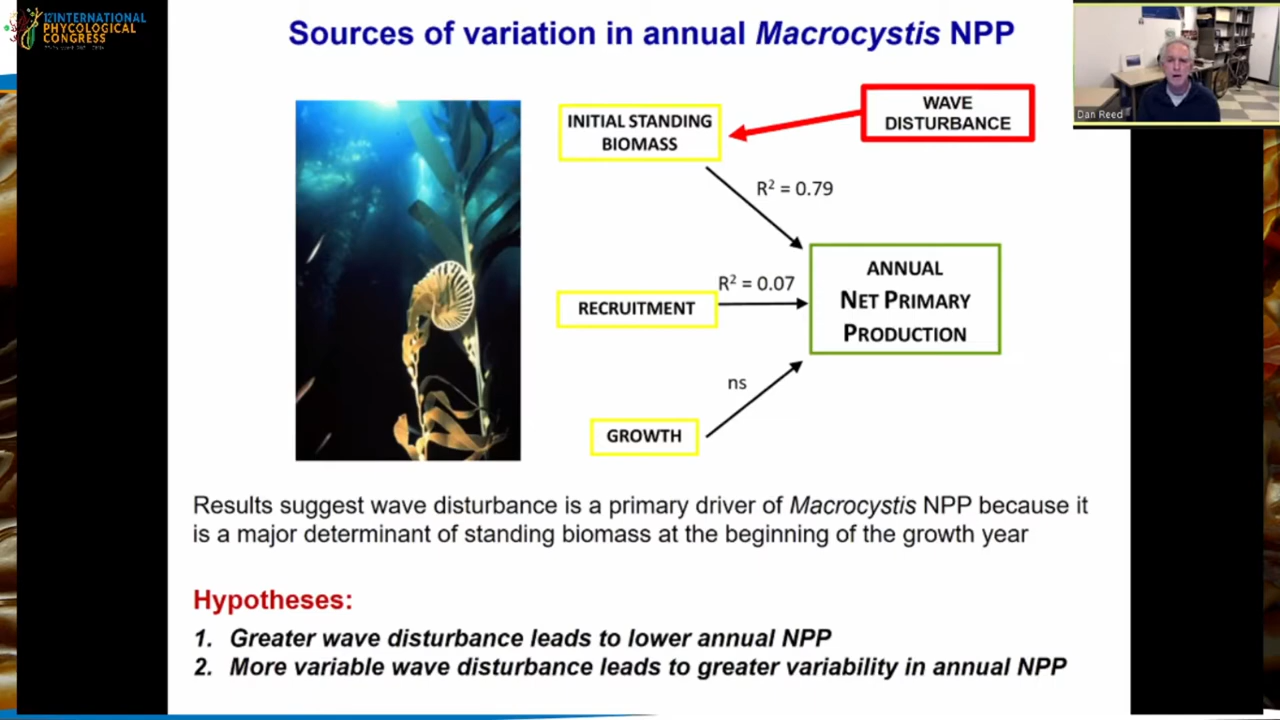 12th INTERNATIONAL
PHYCOLOGICAL
CONGRESS
Sources of variation in annual Macrocystis NPP
Dan Reed
INITIAL STANDING
BIOMASS
WAVE
DISTURBANCE
R² = 0.79
ANNUAL
NET PRIMARY
PRODUCTION
R² = 0.07
RECRUITMENT
ns
GROWTH
Results suggest wave disturbance is a primary driver of Macrocystis NPP because it
is a major determinant of standing biomass at the beginning of the growth year
Hypotheses:
1. Greater wave disturbance leads to lower annual NPP
2. More variable wave disturbance leads to greater variability in annual NPP